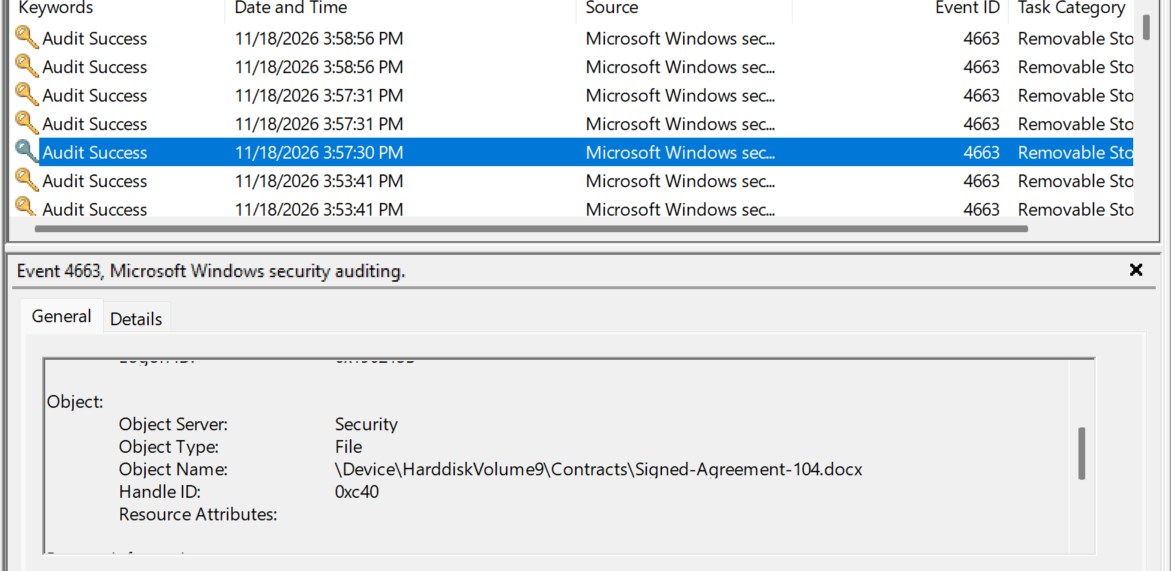 Keywords Date and Time Source Event ID Task Category
Audit Success 11/18/2026 3:58:56 PM Microsoft Windows sec... 4663 Removable Sto
Audit Success 11/18/2026 3:58:56 PM Microsoft Windows sec... 4663 Removable Sto
Audit Success 11/18/2026 3:57:31 PM Microsoft Windows sec... 4663 Removable Sto
Audit Success 11/18/2026 3:57:31 PM Microsoft Windows sec... 4663 Removable Sto
Audit Success 11/18/2026 3:57:30 PM Microsoft Windows sec... 4663 Removable Sto
Audit Success 11/18/2026 3:53:41 PM Microsoft Windows sec... 4663 Removable Sto
Audit Success 11/18/2026 3:53:41 PM Microsoft Windows sec... 4663 Removable Sto
Event 4663, Microsoft Windows security auditing.
General Details
Object:
Object Server: Security
Object Type: File
Object Name: \Device\HarddiskVolume9\Contracts\Signed-Agreement-104.docx
Handle ID: 0xc40
Resource Attributes: